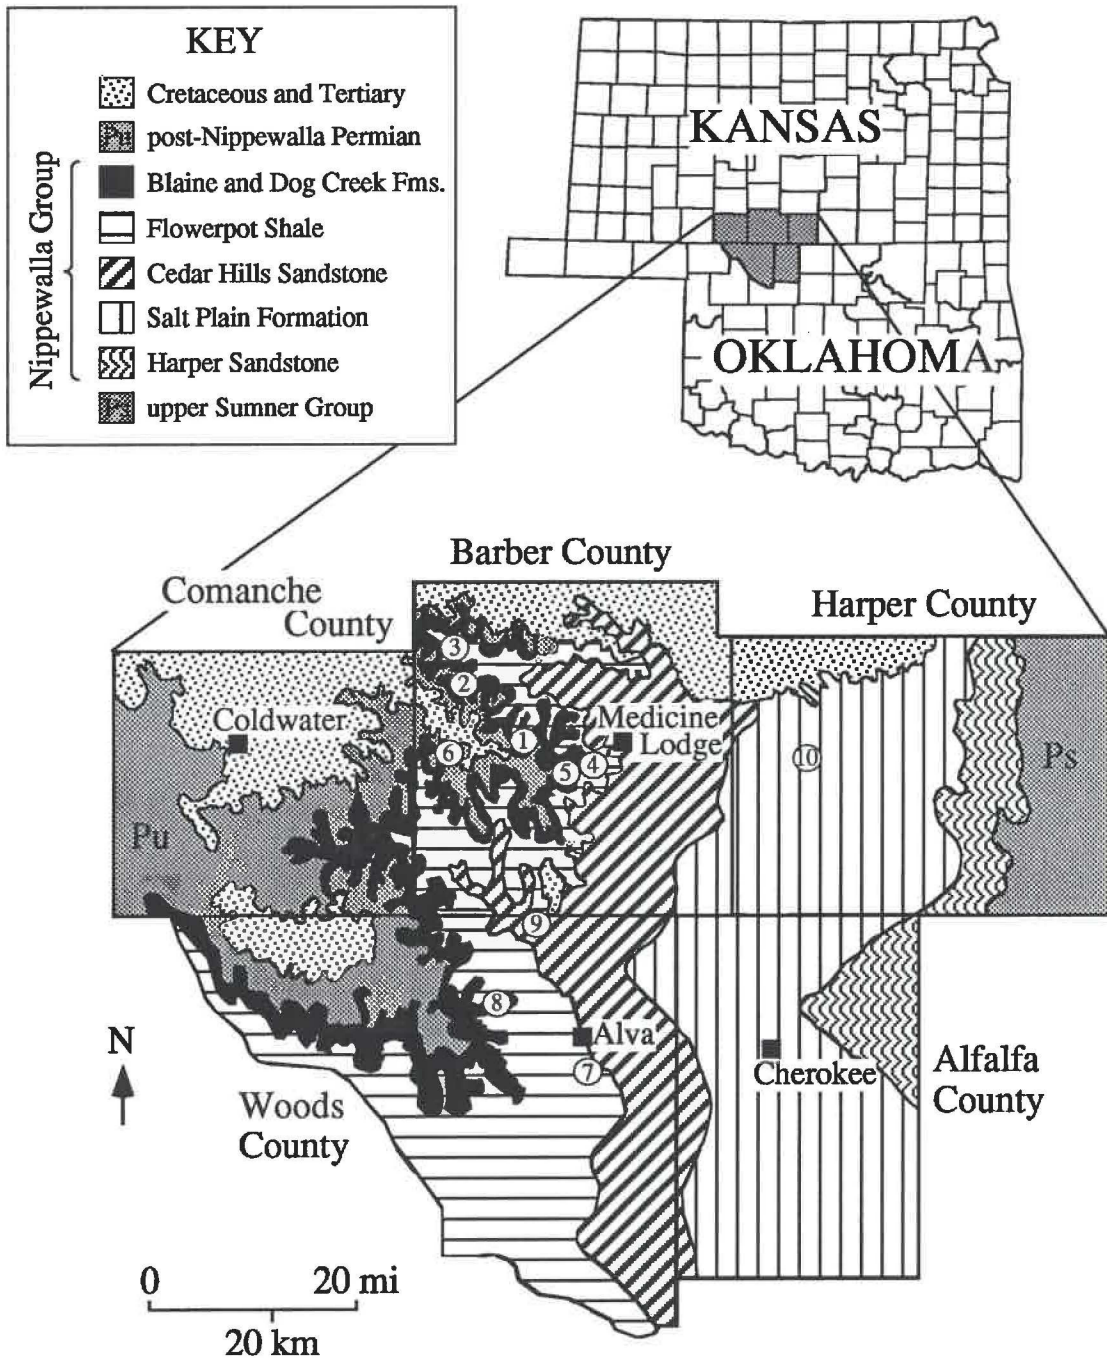 KEY
Cretaceous and Tertiary
Pu post-Nippewalla Permian
Blaine and Dog Creek Fms.
Flowerpot Shale
Cedar Hills Sandstone
Salt Plain Formation
Harper Sandstone
Ps upper Sumner Group
Nippewalla Group
KANSAS
OKLAHOMA
Barber County
Comanche
County
Harper County
3
2
Coldwater
1
Medicine
Lodge
6
5
4
10
Ps
Pu
9
8
Alva
7
Cherokee
N
Woods
County
Alfalfa
County
0 20 mi
20 km